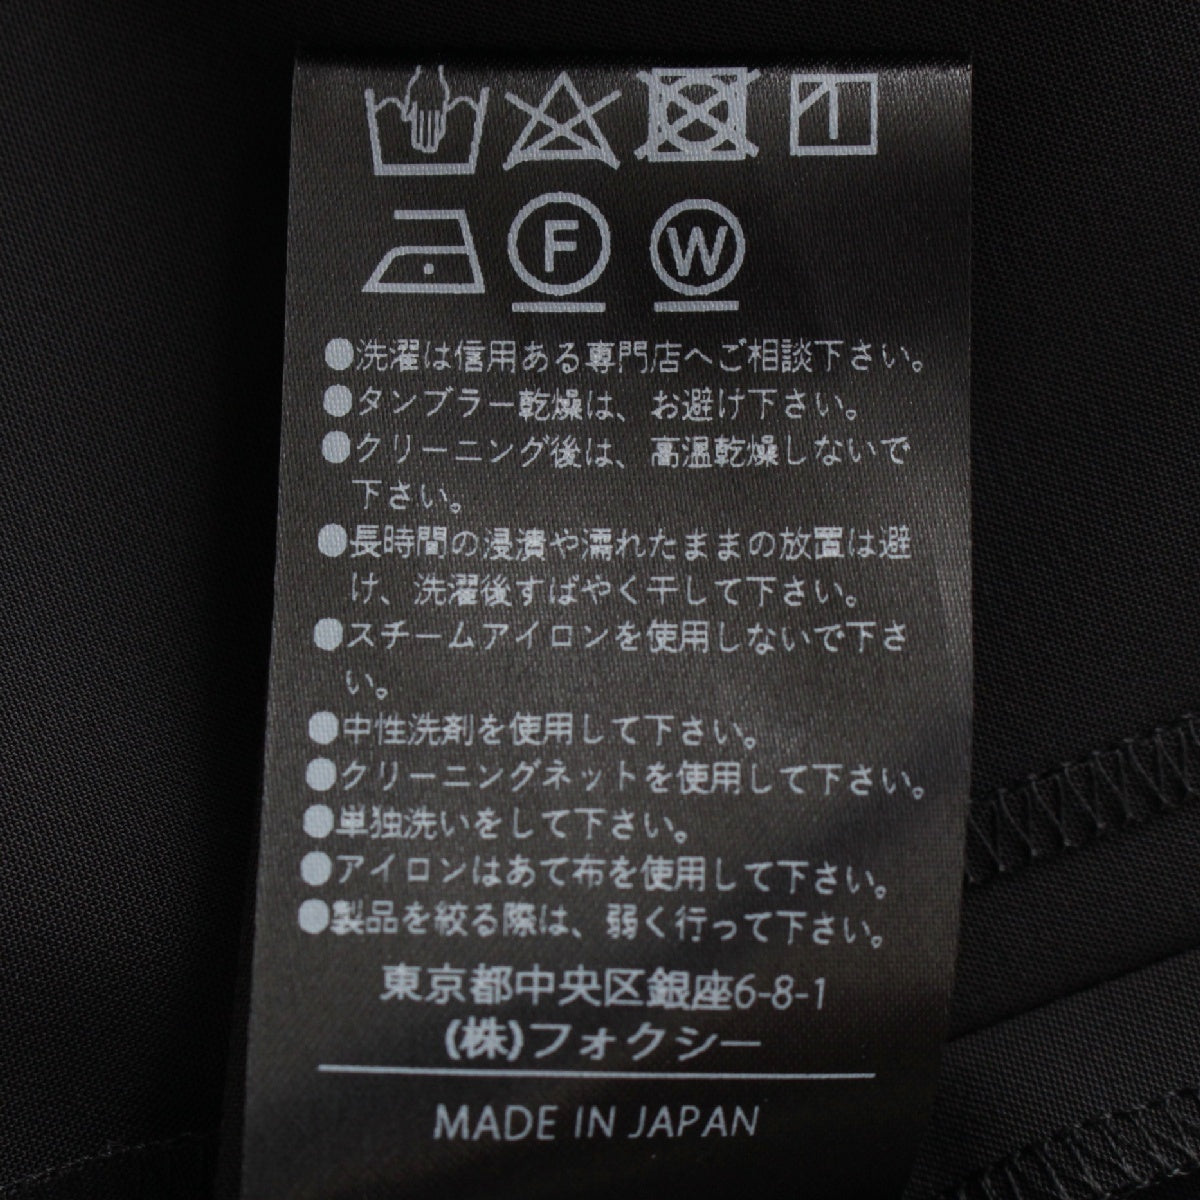 F W
●洗濯は信用ある専門店へご相談下さい。
●タンブラー乾燥は、お避け下さい。
●クリーニング後は、高温乾燥しないで
下さい。
●長時間の浸漬や濡れたままの放置は避
け、洗濯後すばやく干して下さい。
●スチームアイロンを使用しないで下さ
い。
●中性洗剤を使用して下さい。
●クリーニングネットを使用して下さい。
●単独洗いをして下さい。
●アイロンはあて布を使用して下さい。
●製品を絞る際は、弱く行って下さい。
東京都中央区銀座6-8-1
(株)フォクシー
MADE IN JAPAN